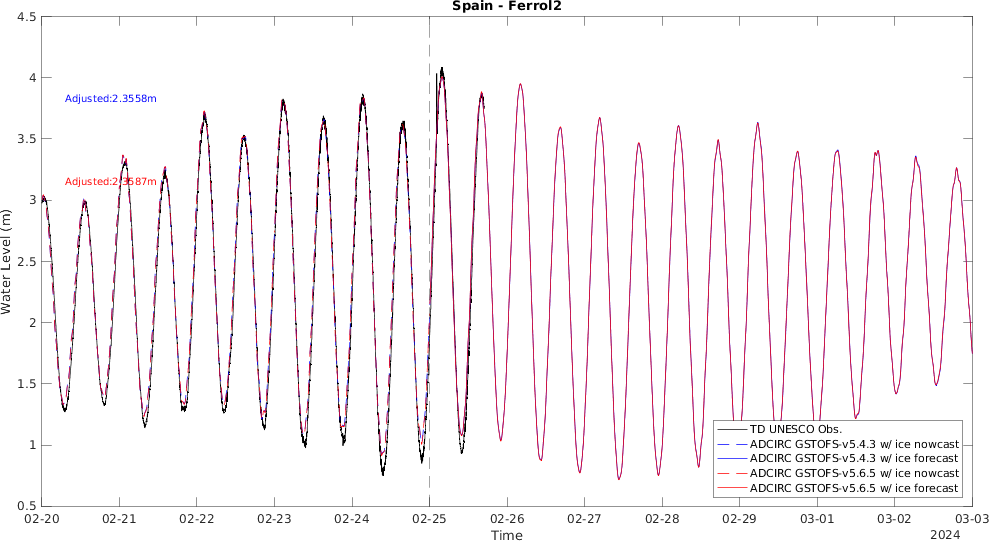 Spain - Ferrol2
4.5
4
3.5
3
2.5
2
1.5
1
0.5
Water Level (m)
Adjusted:2.3558m
Adjusted:2.3587m
TD UNESCO Obs.
ADCIRC GSTOFS-v5.4.3 w/ ice nowcast
ADCIRC GSTOFS-v5.4.3 w/ ice forecast
ADCIRC GSTOFS-v5.6.5 w/ ice nowcast
ADCIRC GSTOFS-v5.6.5 w/ ice forecast
02-20 02-21 02-22 02-23 02-24 02-25 02-26 02-27 02-28 02-29 03-01 03-02 03-03
Time
2024